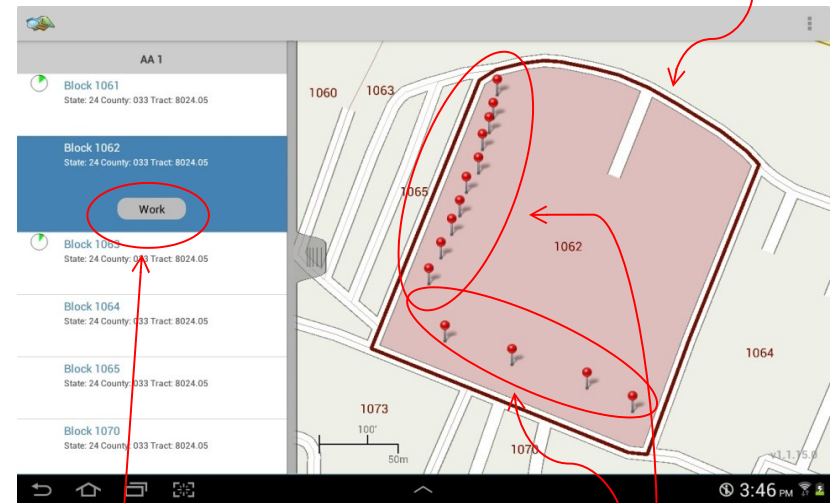 AA 1
Block 1061
State: 24 County: 033 Tract: 8024.05
Block 1062
State: 24 County: 033 Tract: 8024.05
Work
Block 1063
State: 24 County: 033 Tract: 8024.05
Block 1064
State: 24 County: 033 Tract: 8024.05
Block 1065
State: 24 County: 033 Tract: 8024.05
Block 1070
State: 24 County: 033 Tract: 8024.05
1060
1063
1065
1062
1064
1073
1070
100'
50m
v1.1.15.0
3:46 PM